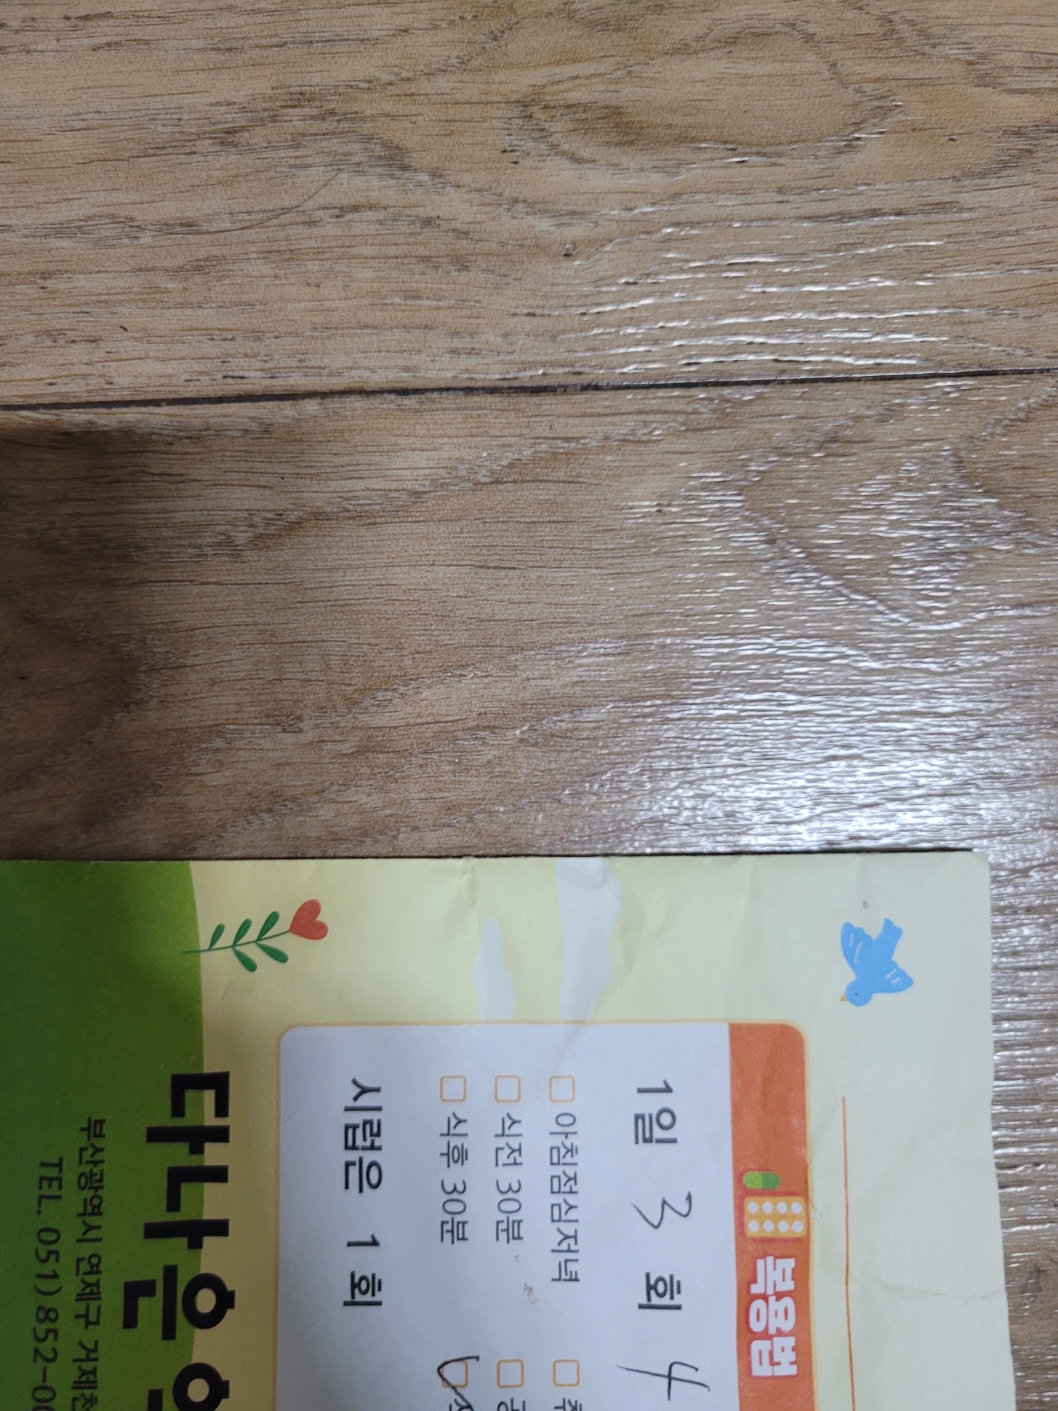 복용법
1일 3 회 4
아침점심저녁
식전 30분
식후 30분
시럽은 1 회
다나은
부산광역시 연제구 거제천
TEL. 051) 852-0